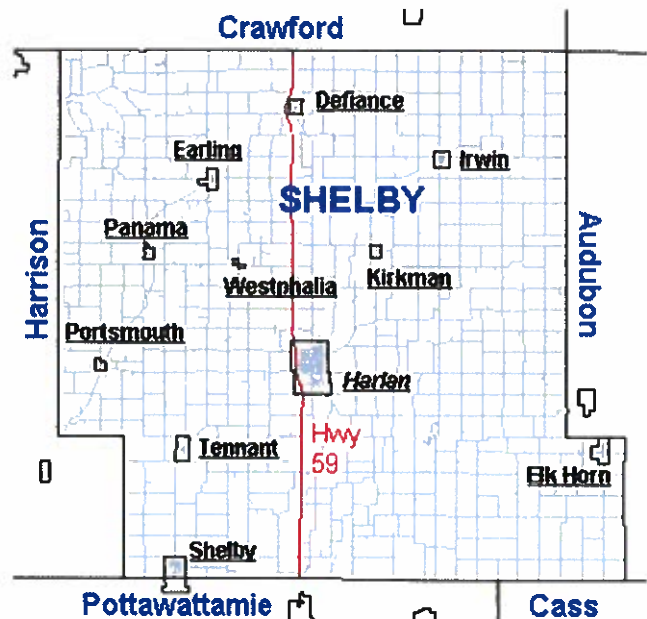 Crawford
Defiance
Earling
Irwin
SHELBY
Harrison
Audubon
Panama
Westphalia
Kirkman
Portsmouth
Harlan
Hwy
59
Tennant
Elk Horn
Shelby
Pottawattamie
Cass